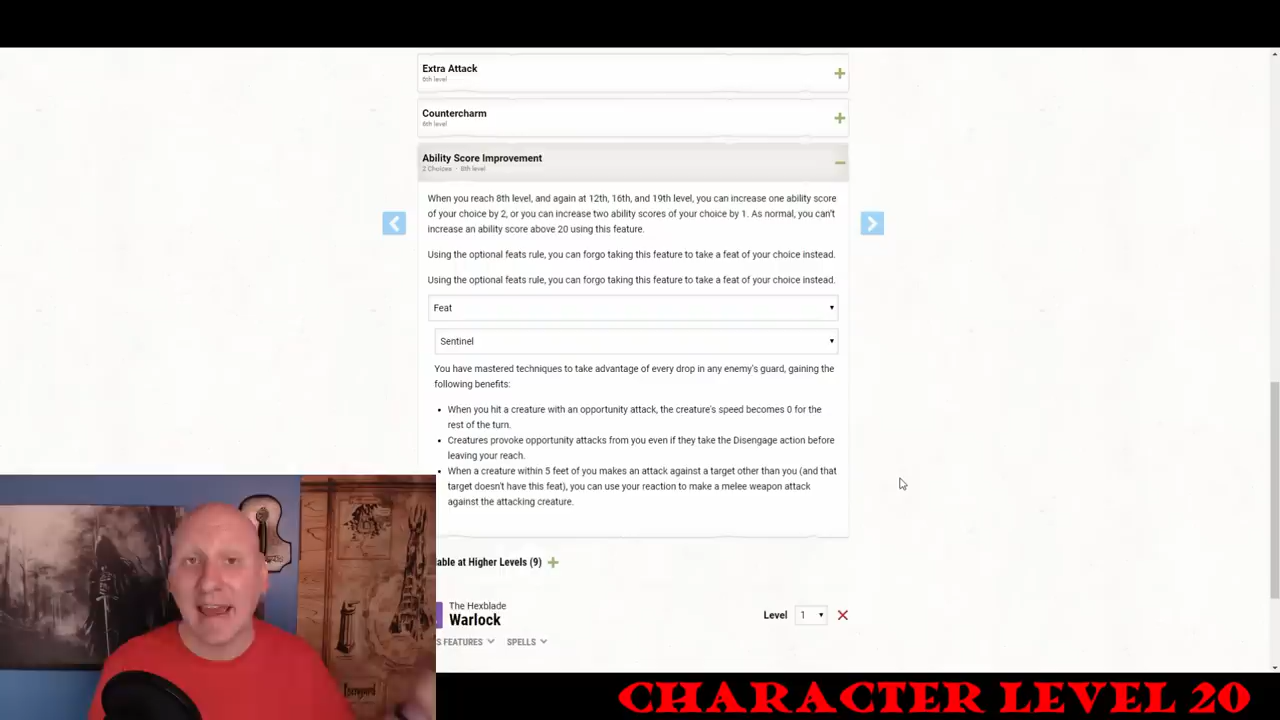 Extra Attack
6th level
Countercharm
6th level
Ability Score Improvement
2 Choices • 8th level
When you reach 8th level, and again at 12th, 16th, and 19th level, you can increase one ability score
of your choice by 2, or you can increase two ability scores of your choice by 1. As normal, you can't
increase an ability score above 20 using this feature.
Using the optional feats rule, you can forgo taking this feature to take a feat of your choice instead.
Using the optional feats rule, you can forgo taking this feature to take a feat of your choice instead.
Feat
Sentinel
You have mastered techniques to take advantage of every drop in any enemy's guard, gaining the
following benefits:
• When you hit a creature with an opportunity attack, the creature's speed becomes 0 for the
rest of the turn.
• Creatures provoke opportunity attacks from you even if they take the Disengage action before
leaving your reach.
• When a creature within 5 feet of you makes an attack against a target other than you (and that
target doesn't have this feat), you can use your reaction to make a melee weapon attack
against the attacking creature.
able at Higher Levels (9)
The Hexblade
Warlock
Level 1
S FEATURES SPELLS
CHARACTER LEVEL 20